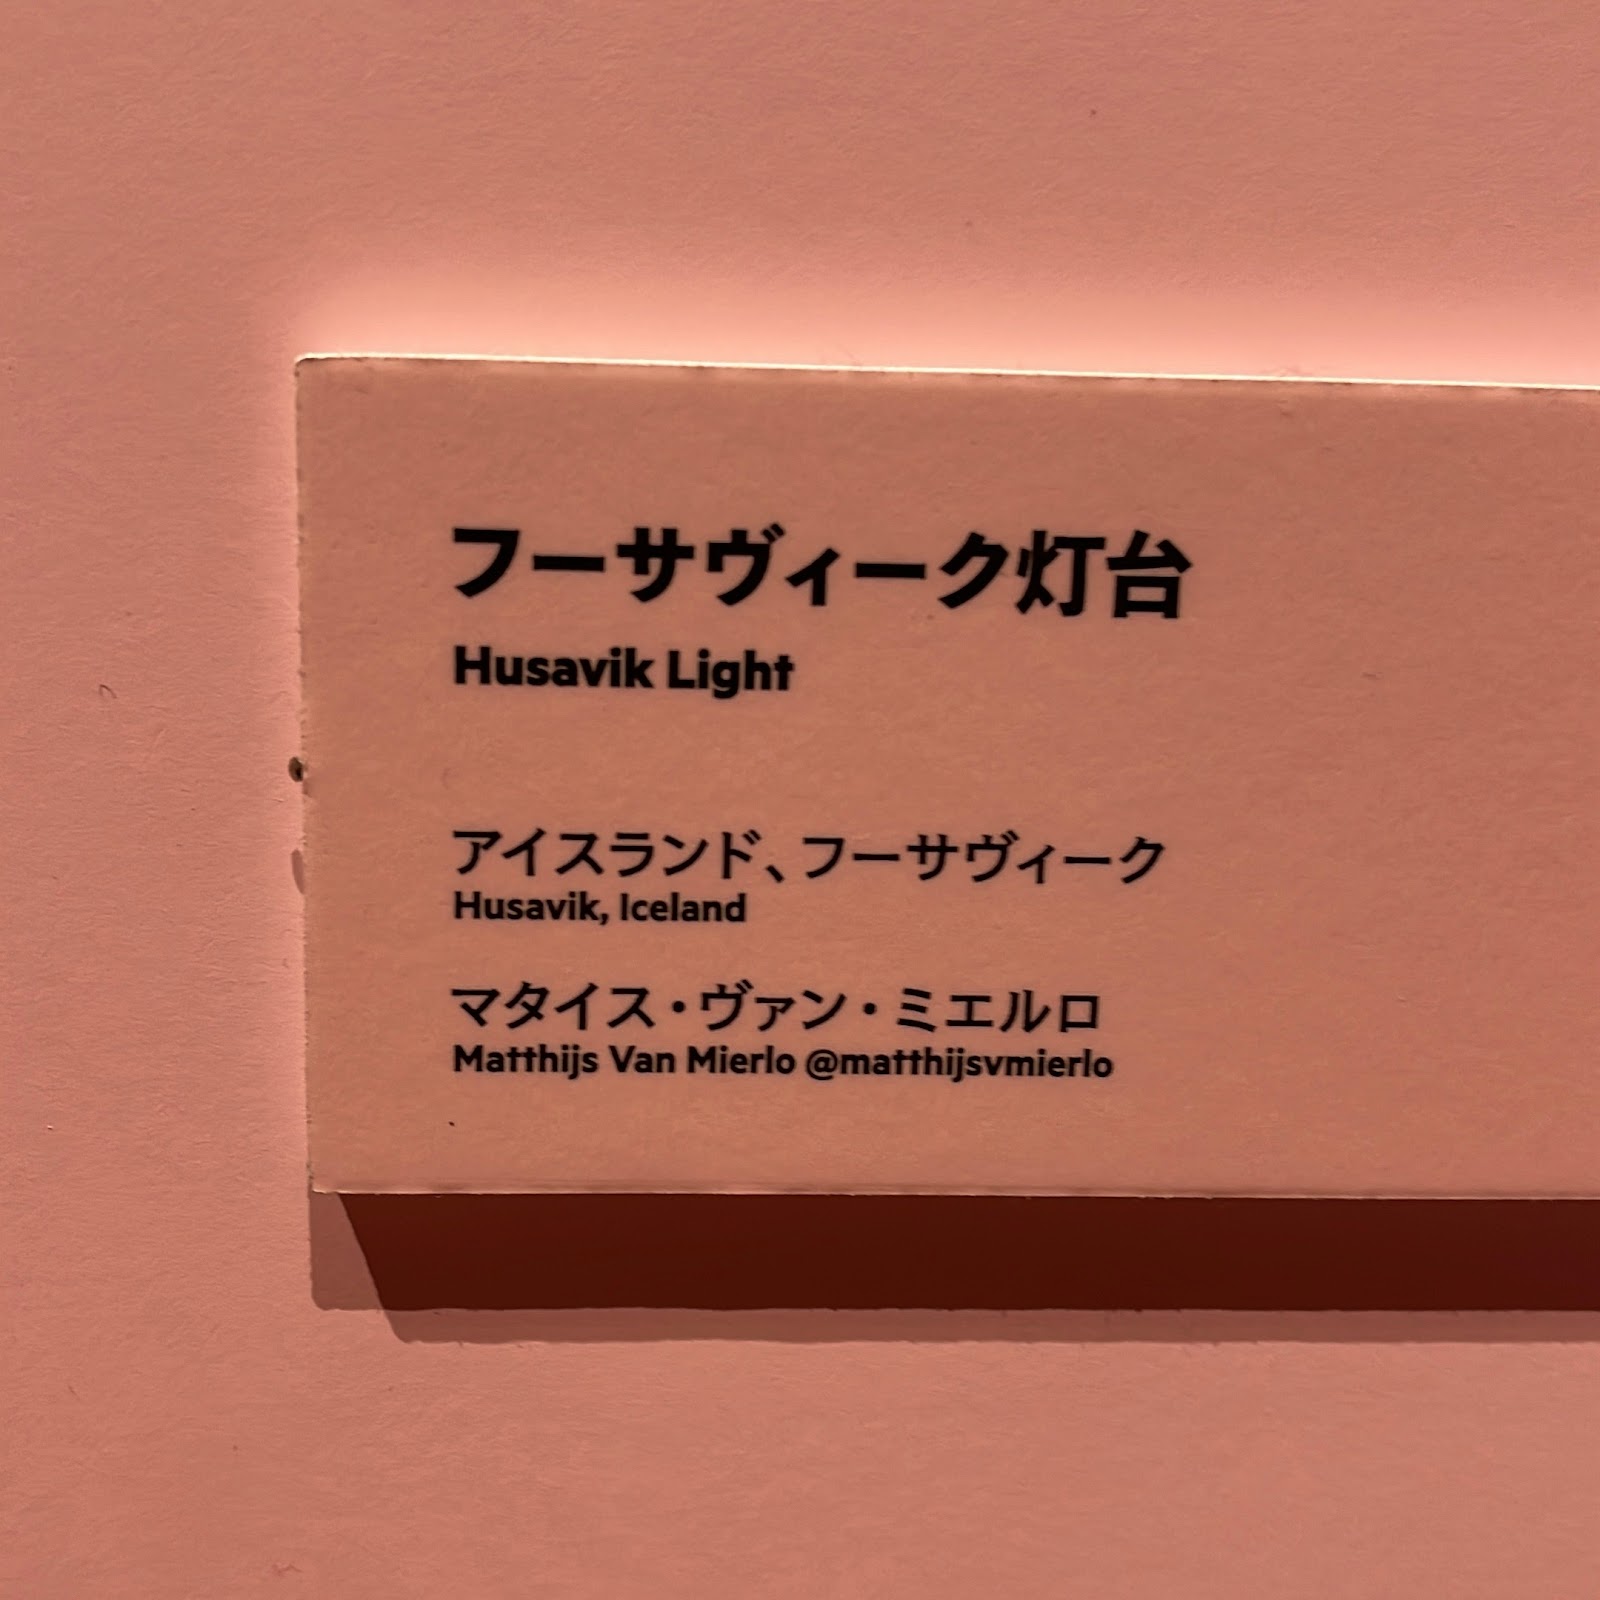 フーサヴィーク灯台
Husavik Light
アイスランド、フーサヴィーク
Husavik, Iceland
マタイス・ヴァン・ミエルロ
Matthijs Van Mierlo @matthijsvmierlo